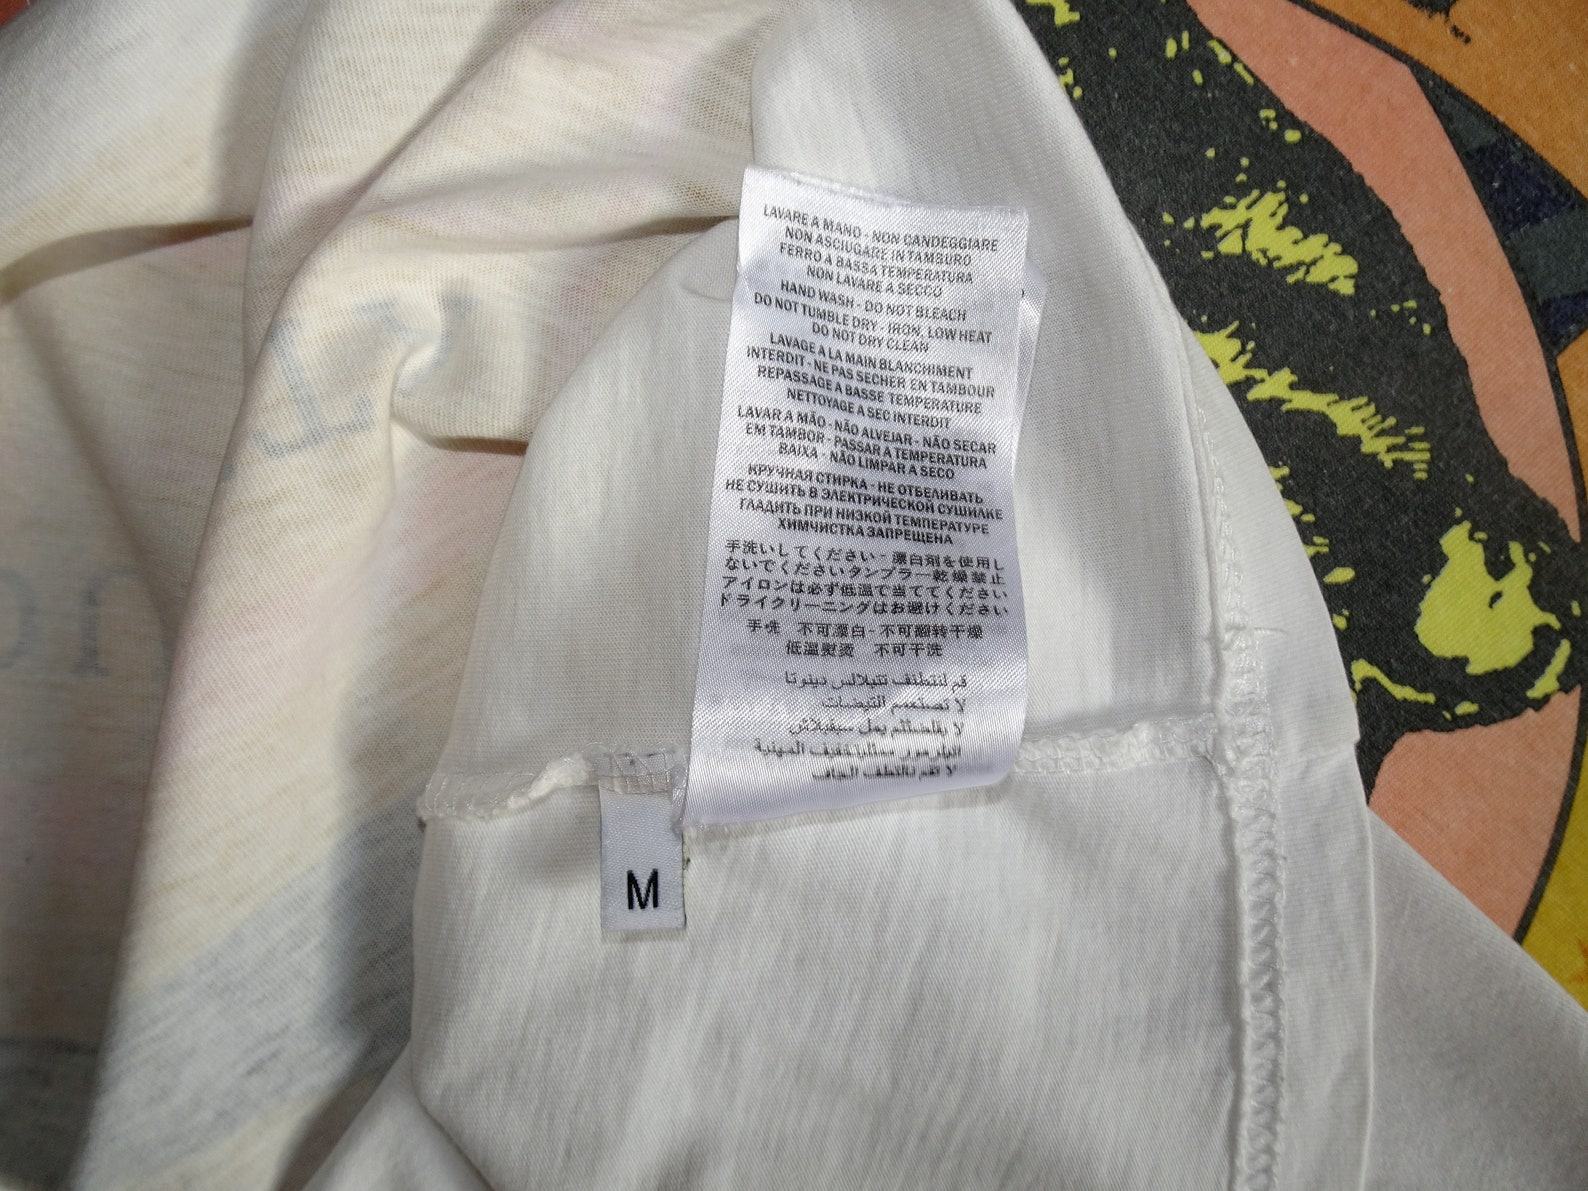 LAVARE A MANO - NON CANDEGGIARE
NON ASCIUGARE IN TAMBURO
FERRO A BASSA TEMPERATURA
NON LAVARE A SECCO
HAND WASH - DO NOT BLEACH
DO NOT TUMBLE DRY - IRON, LOW HEAT
DO NOT DRY CLEAN
LAVAGE A LA MAIN BLANCHIMENT
INTERDIT - NE PAS SECHER EN TAMBOUR
REPASSAGE A BASSE TEMPERATURE
NETTOYAGE A SEC INTERDIT
LAVAR A MÃO - NÃO ALVEJAR - NÃO SECAR
EM TAMBOR - PASSAR A TEMPERATURA
BAIXA - NÃO LIMPAR A SECO
КРУЧНАЯ СТИРКА - НЕ ОТБЕЛИВАТЬ
НЕ СУШИТЬ В ЭЛЕКТРИЧЕСКОЙ СУШИЛКЕ
ГЛАДИТЬ ПРИ НИЗКОЙ ТЕМПЕРАТУРЕ
ХИМЧИСТКА ЗАПРЕЩЕНА
手洗いしてください - 漂白剤を使用し
ないでくださいタンブラー乾燥禁止
アイロンは必ず低温で当ててください
ドライクリーニングはお避けください
手洗 不可漂白 - 不可翻转干燥
低温熨烫 不可干洗
M